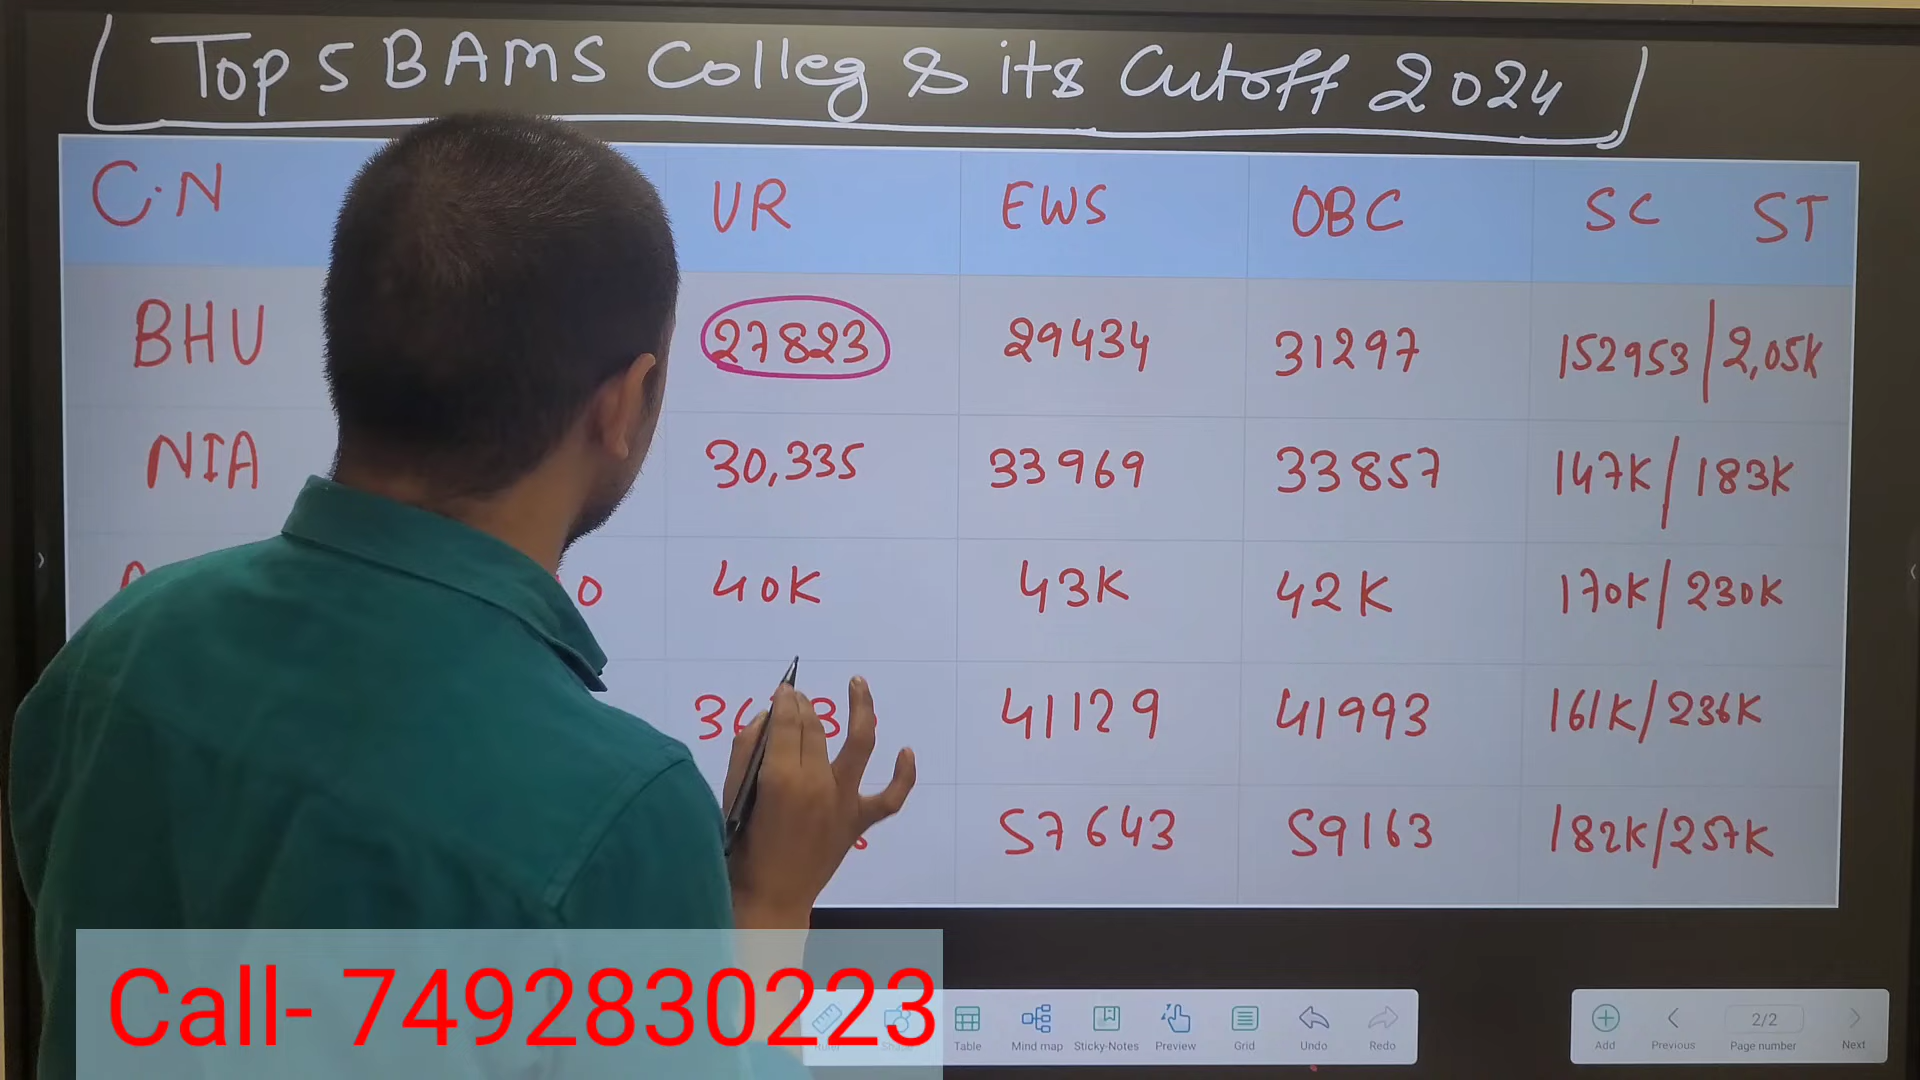 Top 5 BAMS Colleg & its Cutoff 2024
C.N UR EWS OBC SC ST
BHU 27823 29434 31297 152953 / 2,05K
NIA 30,335 33969 33857 147K / 183K
40K 43K 42K 170K / 230K
41129 41993 161K / 236K
57643 59163 182K / 257K
Call- 7492830223
Table Mind map Sticky-Notes Preview Grid Undo Redo
Add Previous 2/2 Page number Next